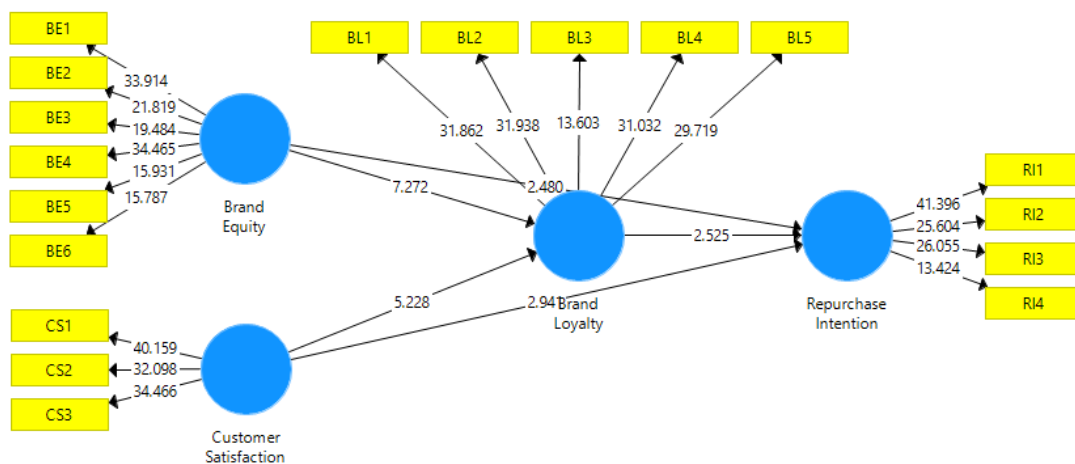 BE1
BE2
BE3
BE4
BE5
BE6
33.914
21.819
19.484
34.465
15.931
15.787
Brand
Equity
BL1
BL2
BL3
BL4
BL5
31.862
31.938
13.603
31.032
29.719
7.272
2.480
2.525
5.228
2.941
Brand
Loyalty
CS1
CS2
CS3
40.159
32.098
34.466
Customer
Satisfaction
RI1
RI2
RI3
RI4
41.396
25.604
26.055
13.424
Repurchase
Intention